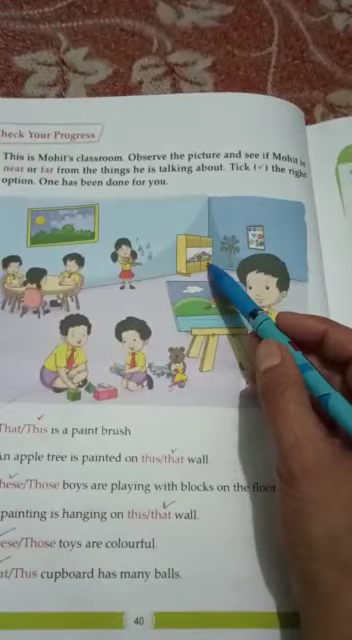 heck Your Progress
This is Mohit's classroom. Observe the picture and see if Mohit is
near or far from the things he is talking about. Tick (✓) the right
option. One has been done for you.
That/This is a paint brush
An apple tree is painted on this/that wall
hese/Those boys are playing with blocks on the floor
painting is hanging on this/that wall.
ese/Those toys are colourful.
at/This cupboard has many balls.
40